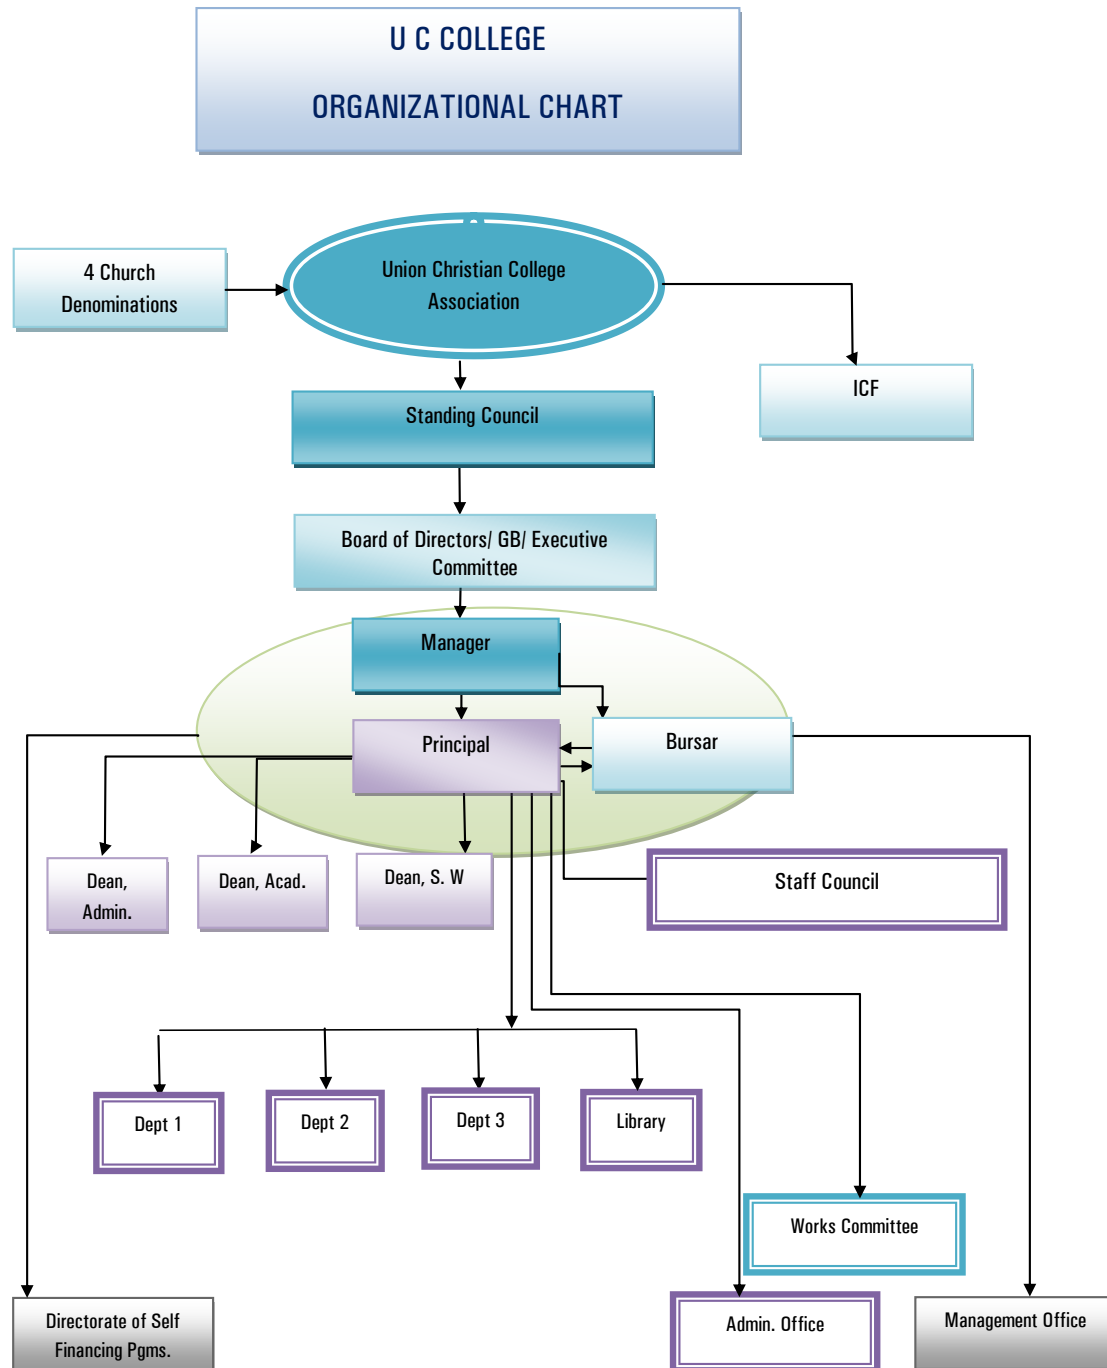 U C COLLEGE
ORGANIZATIONAL CHART
4 Church
Denominations
Union Christian College
Association
ICF
Standing Council
Board of Directors/ GB/ Executive
Committee
Manager
Principal
Bursar
Dean,
Admin.
Dean, Acad.
Dean, S. W
Staff Council
Dept 1
Dept 2
Dept 3
Library
Works Committee
Directorate of Self
Financing Pgms.
Admin. Office
Management Office